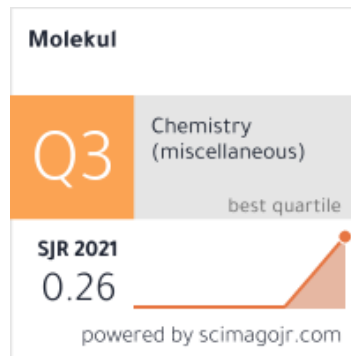 Molekul
Q3
Chemistry
(miscellaneous)
best quartile
SJR 2021
0.26
powered by scimagojr.com